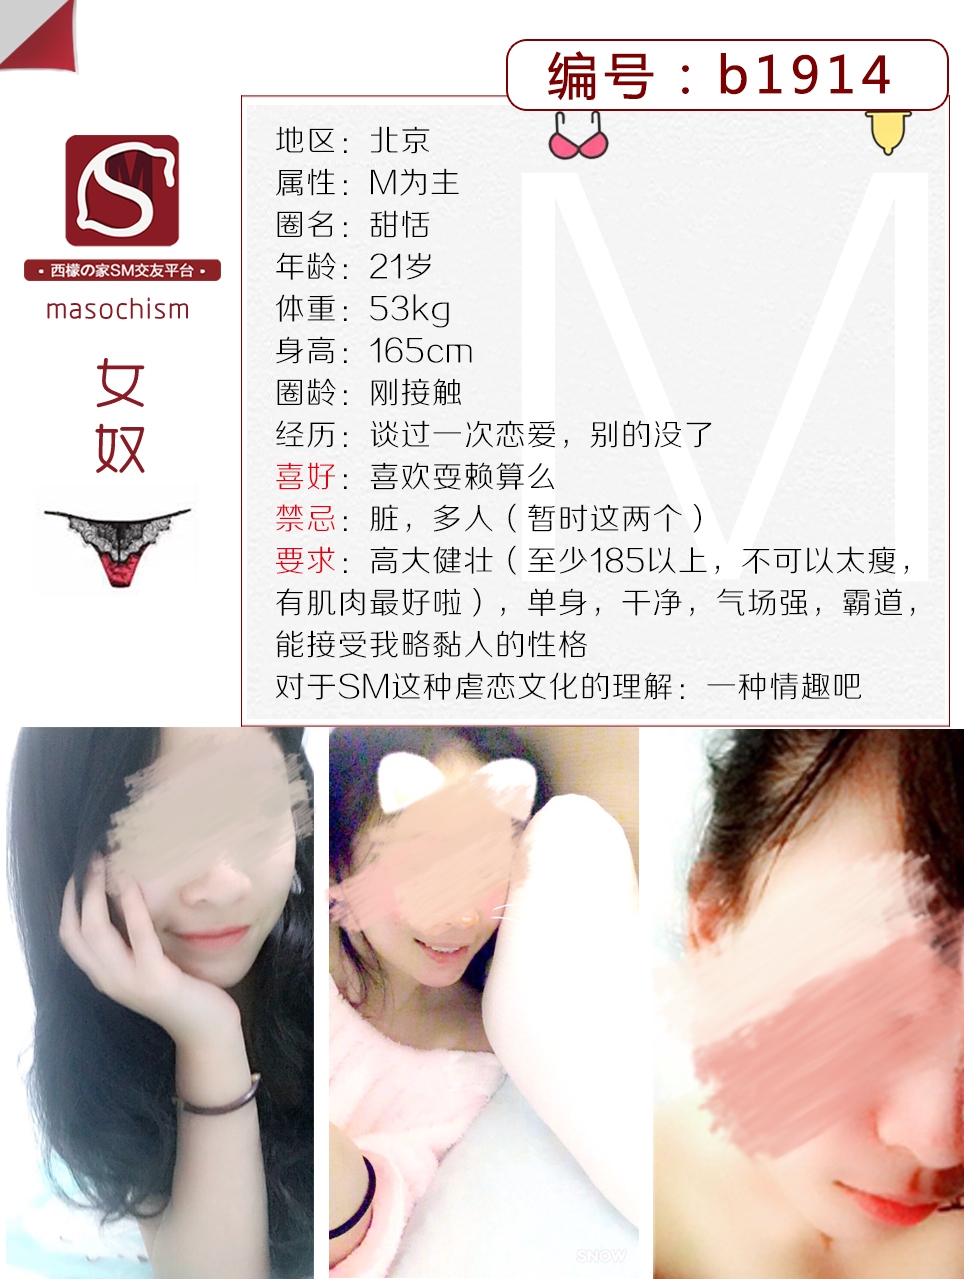 编号：b1914
西檬の家SM交友平台
masochism
女
奴
地区：北京
属性：M为主
圈名：甜恬
年龄：21岁
体重：53kg
身高：165cm
圈龄：刚接触
经历：谈过一次恋爱，别的没了
喜好：喜欢耍赖算么
禁忌：脏，多人（暂时这两个）
要求：高大健壮（至少185以上，不可以太瘦，
有肌肉最好啦），单身，干净，气场强，霸道，
能接受我略黏人的性格
对于SM这种虐恋文化的理解：一种情趣吧
M
SM
SNOW